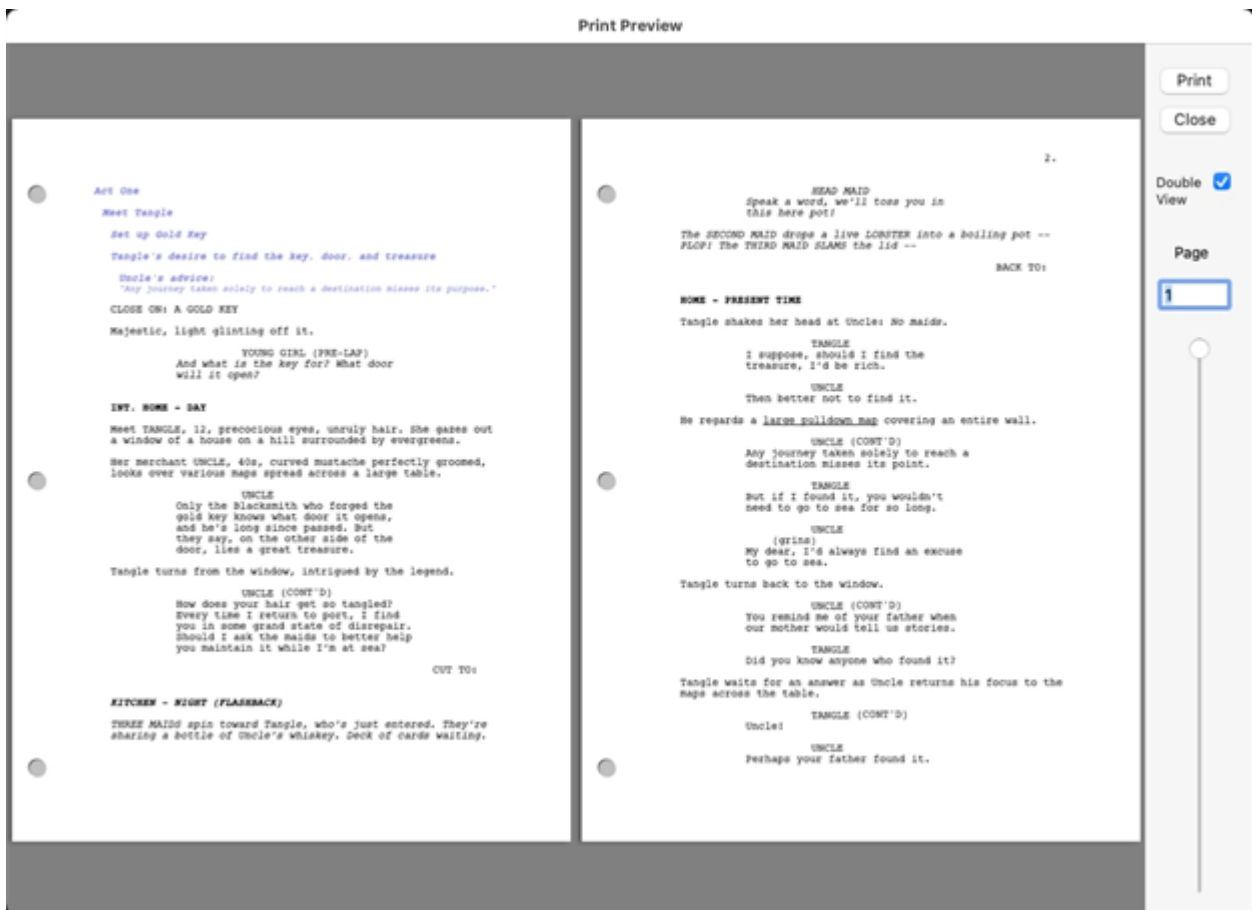 Print Preview
Act One
Meet Tangle
Set up Gold Key
Tangle's desire to find the key, door, and treasure
Uncle's advice:
"Any journey taken solely to reach a destination misses its purpose."
CLOSE ON: A GOLD KEY
Majestic, light glinting off it.
YOUNG GIRL (PRE-LAP)
And what is the key for? What door
will it open?
INT. HOME - DAY
Meet TANGLE, 12, precocious eyes, unruly hair. She gazes out
a window of a house on a hill surrounded by evergreens.
Her merchant UNCLE, 40s, curved mustache perfectly groomed,
looks over various maps spread across a large table.
UNCLE
Only the Blacksmith who forged the
gold key knows what door it opens,
and he's long since passed. But
they say, on the other side of the
door, lies a great treasure.
Tangle turns from the window, intrigued by the legend.
UNCLE (CONT'D)
How does your hair get so tangled?
Every time I return to port, I find
you in some grand state of disrepair.
Should I ask the maids to better help
you maintain it while I'm at sea?
CUT TO:
KITCHEN - NIGHT (FLASHBACK)
THREE MAIDS spin toward Tangle, who's just entered. They're
sharing a bottle of Uncle's whiskey. Deck of cards waiting.
2.
HEAD MAID
Speak a word, we'll toss you in
this here pot!
The SECOND MAID drops a live LOBSTER into a boiling pot --
PLOP! The THIRD MAID SLAMS the lid --
BACK TO:
HOME - PRESENT TIME
Tangle shakes her head at Uncle: No maids.
TANGLE
I suppose, should I find the
treasure, I'd be rich.
UNCLE
Then better not to find it.
He regards a large pulldown map covering an entire wall.
UNCLE (CONT'D)
Any journey taken solely to reach a
destination misses its point.
TANGLE
But if I found it, you wouldn't
need to go to sea for so long.
UNCLE
(grins)
My dear, I'd always find an excuse
to go to sea.
Tangle turns back to the window.
UNCLE (CONT'D)
You remind me of your father when
our mother would tell us stories.
TANGLE
Did you know anyone who found it?
Tangle waits for an answer as Uncle returns his focus to the
maps across the table.
TANGLE (CONT'D)
Uncle!
UNCLE
Perhaps your father found it.
Print
Close
Double
View
Page
1